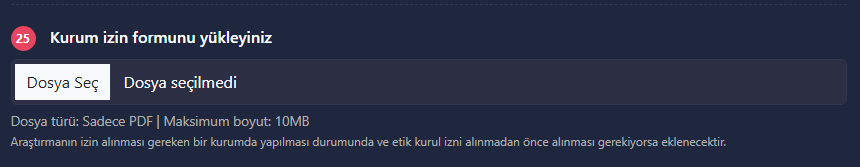 25 Kurum izin formunu yükleyiniz
Dosya Seç Dosya seçilmedi
Dosya türü: Sadece PDF | Maksimum boyut: 10MB
Araştırmanın izin alınması gereken bir kurumda yapılması durumunda ve etik kurul izni alınmadan önce alınması gerekiyorsa eklenecektir.